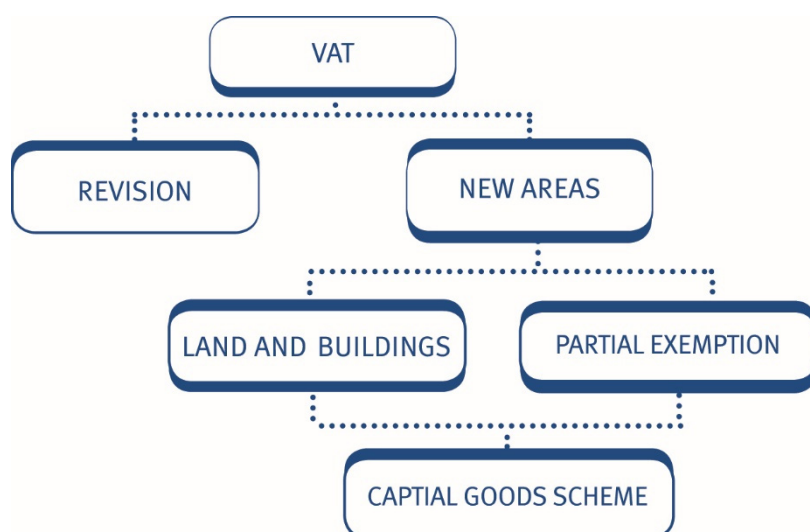 VAT
REVISION
NEW AREAS
LAND AND BUILDINGS
PARTIAL EXEMPTION
CAPTIAL GOODS SCHEME